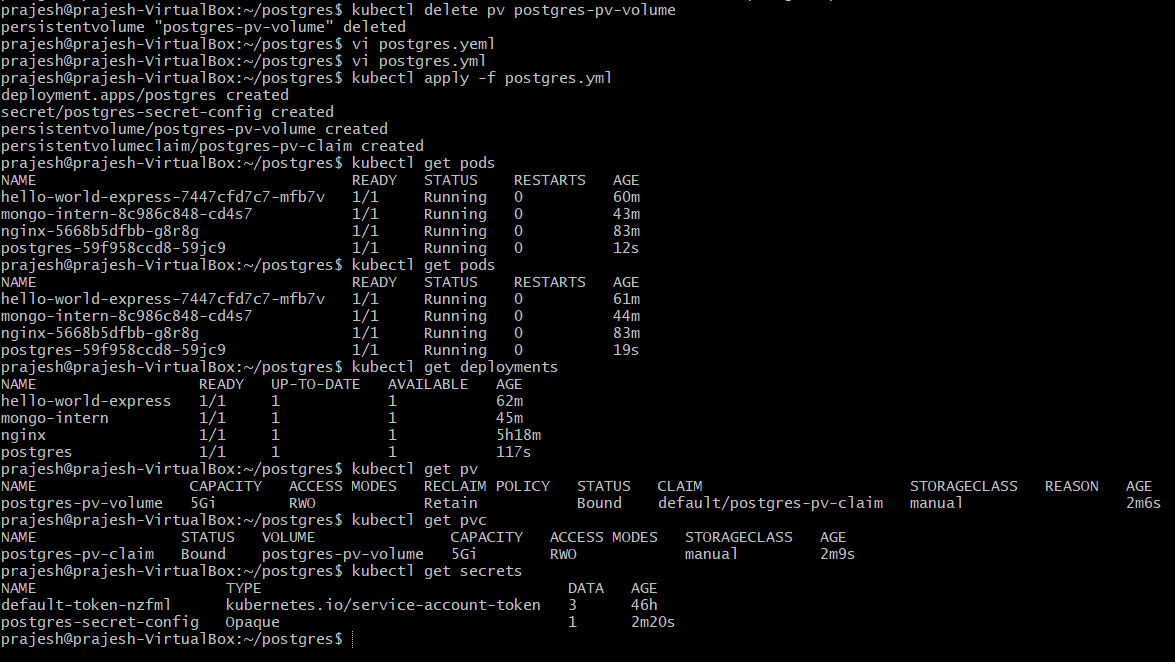 prajesh@prajesh-VirtualBox:~/postgres$ kubectl delete pv postgres-pv-volume
persistentvolume "postgres-pv-volume" deleted
prajesh@prajesh-VirtualBox:~/postgres$ vi postgres.yeml
prajesh@prajesh-VirtualBox:~/postgres$ vi postgres.yml
prajesh@prajesh-VirtualBox:~/postgres$ kubectl apply -f postgres.yml
deployment.apps/postgres created
secret/postgres-secret-config created
persistentvolume/postgres-pv-volume created
persistentvolumeclaim/postgres-pv-claim created
prajesh@prajesh-VirtualBox:~/postgres$ kubectl get pods
NAME READY STATUS RESTARTS AGE
hello-world-express-7447cfd7c7-mfb7v 1/1 Running 0 60m
mongo-intern-8c986c848-cd4s7 1/1 Running 0 43m
nginx-5668b5dfbb-g8r8g 1/1 Running 0 83m
postgres-59f958ccd8-59jc9 1/1 Running 0 12s
prajesh@prajesh-VirtualBox:~/postgres$ kubectl get pods
NAME READY STATUS RESTARTS AGE
hello-world-express-7447cfd7c7-mfb7v 1/1 Running 0 61m
mongo-intern-8c986c848-cd4s7 1/1 Running 0 44m
nginx-5668b5dfbb-g8r8g 1/1 Running 0 83m
postgres-59f958ccd8-59jc9 1/1 Running 0 19s
prajesh@prajesh-VirtualBox:~/postgres$ kubectl get deployments
NAME READY UP-TO-DATE AVAILABLE AGE
hello-world-express 1/1 1 1 62m
mongo-intern 1/1 1 1 45m
nginx 1/1 1 1 5h18m
postgres 1/1 1 1 117s
prajesh@prajesh-VirtualBox:~/postgres$ kubectl get pv
NAME CAPACITY ACCESS MODES RECLAIM POLICY STATUS CLAIM STORAGECLASS REASON AGE
postgres-pv-volume 5Gi RWO Retain Bound default/postgres-pv-claim manual 2m6s
prajesh@prajesh-VirtualBox:~/postgres$ kubectl get pvc
NAME STATUS VOLUME CAPACITY ACCESS MODES STORAGECLASS AGE
postgres-pv-claim Bound postgres-pv-volume 5Gi RWO manual 2m9s
prajesh@prajesh-VirtualBox:~/postgres$ kubectl get secrets
NAME TYPE DATA AGE
default-token-nzfml kubernetes.io/service-account-token 3 46h
postgres-secret-config Opaque 1 2m20s
prajesh@prajesh-VirtualBox:~/postgres$